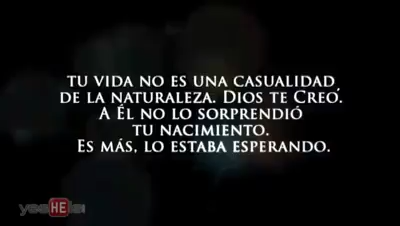 TU VIDA NO ES UNA CASUALIDAD
DE LA NATURALEZA. DIOS TE CREÓ.
A ÉL NO LO SORPRENDIÓ
TU NACIMIENTO.
ES MÁS, LO ESTABA ESPERANDO.
yesHEis!